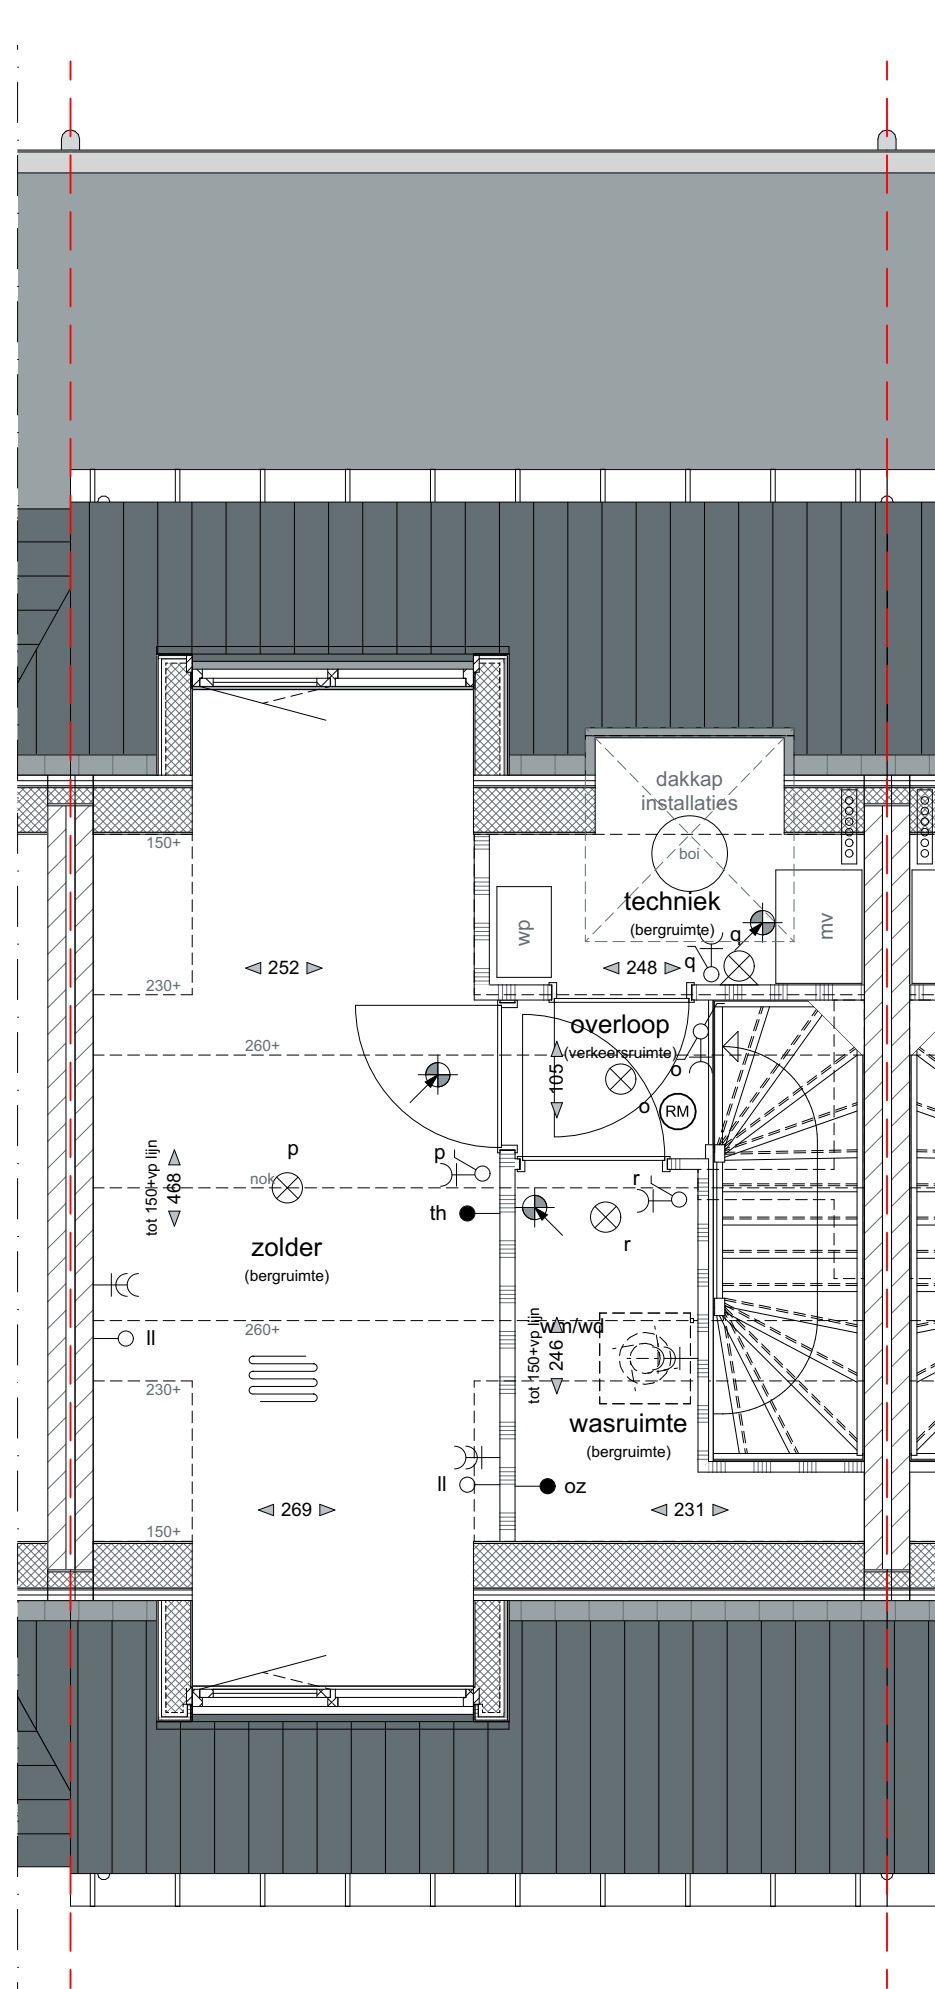 dakkap
installaties
150+
boi
techniek
(bergruimte)
wp
mv
q
q
252
248
230+
overloop
(verkeersruimte)
260+
105
o
o
RM
p
p
nok
tot 150+vp lijn
468
r
r
th
zolder
(bergruimte)
ll
260+
wm/wd
tot 150+vp lijn
246
230+
wasruimte
(bergruimte)
ll
oz
269
231
150+